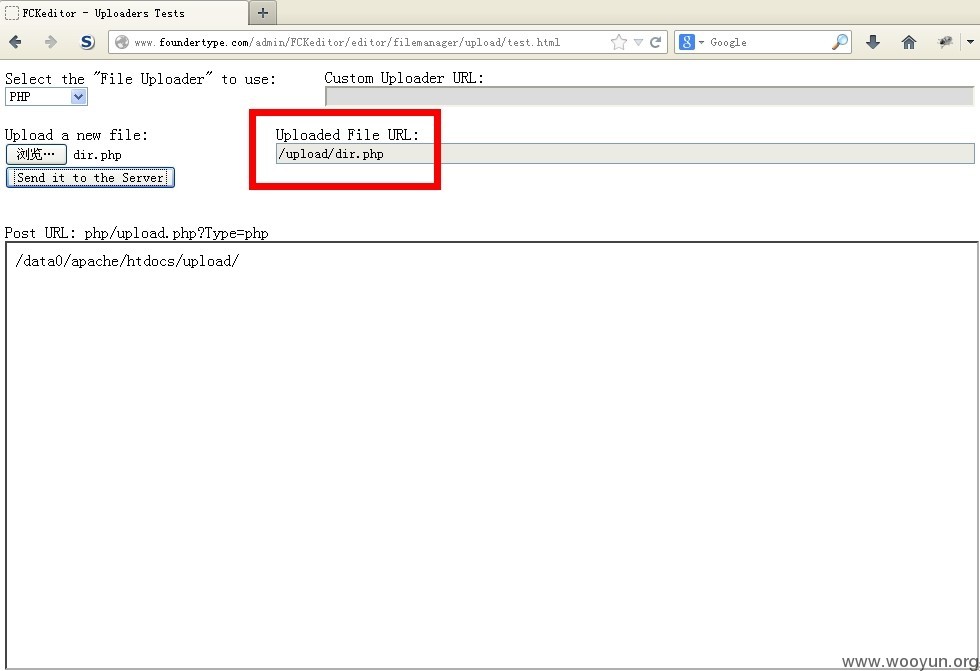 FCKeditor - Uploaders Tests
www.foundertype.com/admin/FCKeditor/editor/filemanager/upload/test.html
Google
Select the "File Uploader" to use:
Custom Uploader URL:
PHP
Upload a new file:
Uploaded File URL:
浏览… dir.php
/upload/dir.php
Send it to the Server
Post URL: php/upload.php?Type=php
/data0/apache/htdocs/upload/
www.wooyun.org